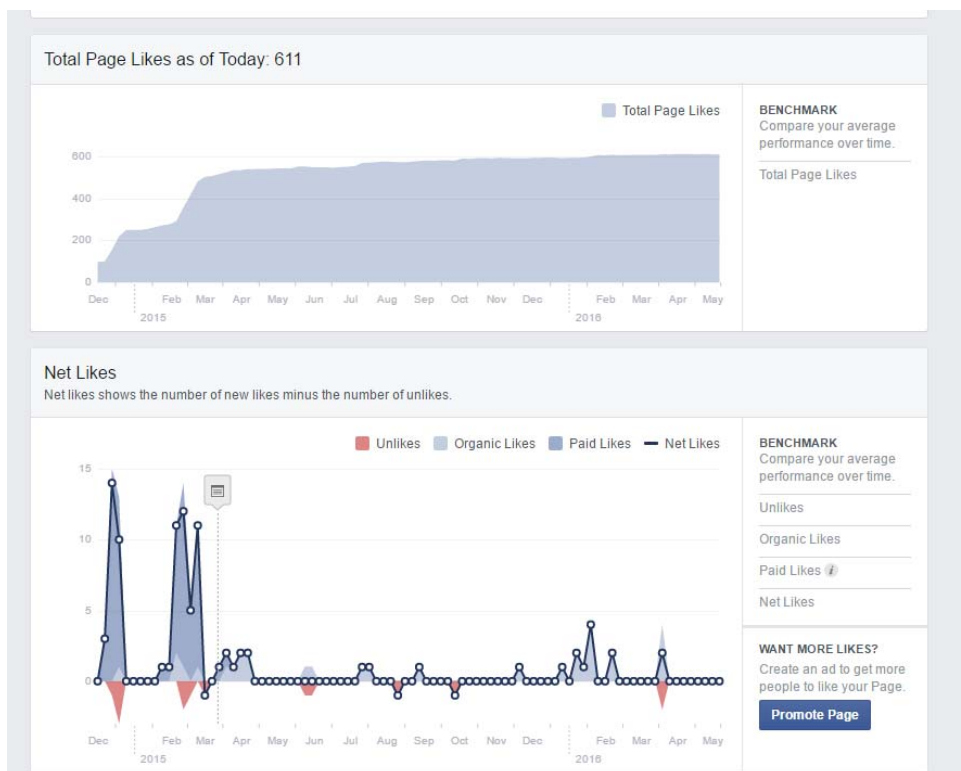 Total Page Likes as of Today: 611
Total Page Likes
BENCHMARK
Compare your average
performance over time.
Total Page Likes
600
400
200
0
Dec Feb Mar Apr May Jun Jul Aug Sep Oct Nov Dec Feb Mar Apr May
2015 2016
Net Likes
Net likes shows the number of new likes minus the number of unlikes.
Unlikes Organic Likes Paid Likes Net Likes
BENCHMARK
Compare your average
performance over time.
Unlikes
Organic Likes
Paid Likes i
Net Likes
15
10
5
0
Dec Feb Mar Apr May Jun Jul Aug Sep Oct Nov Dec Feb Mar Apr May
2015 2016
WANT MORE LIKES?
Create an ad to get more
people to like your Page.
Promote Page